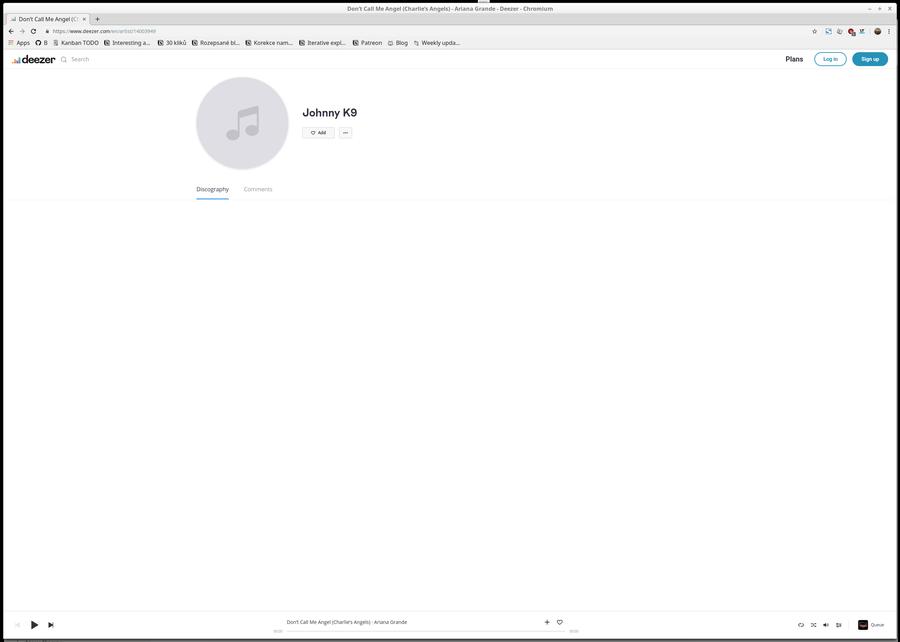 Don't Call Me Angel (Charlie's Angels) - Ariana Grande - Deezer - Chromium
Don't Call Me Angel (C
https://www.deezer.com/en/artist/14003949
Apps B Kanban TODO Interesting a... 30 kliků Rozepsané bl... Korekce nam... Iterative expl... Patreon Blog Weekly upda...
deezer Search Plans Log in Sign up
Johnny K9
Add
Discography Comments
Don't Call Me Angel (Charlie's Angels) · Ariana Grande
00:00 00:00
Queue